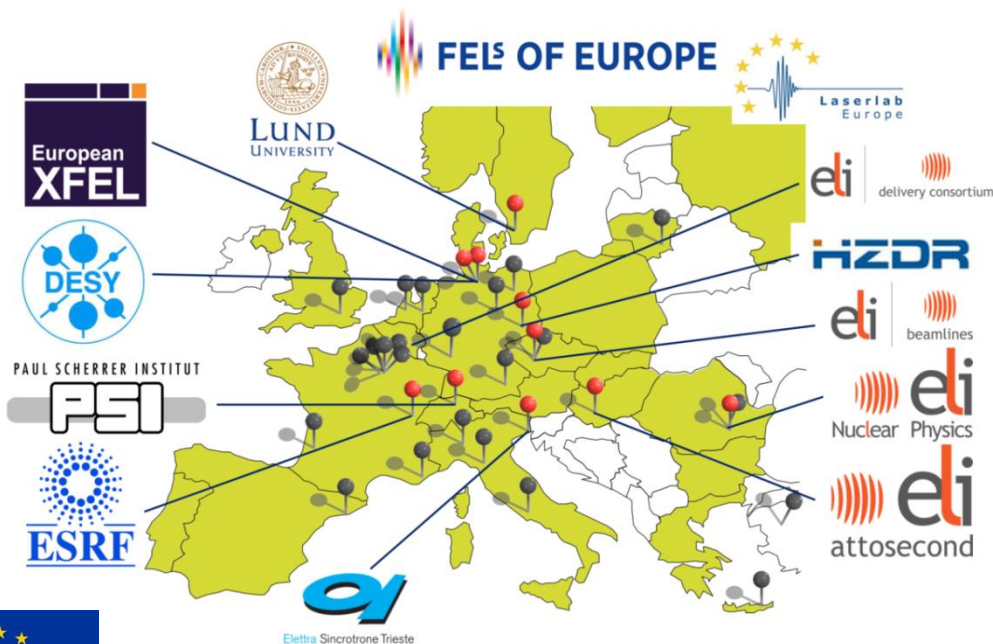 FELs OF EUROPE
Laserlab
Europe
LUND
UNIVERSITY
European
XFEL
eli
delivery consortium
DESY
HZDR
eli
beamlines
PAUL SCHERRER INSTITUT
PSI
eli
Nuclear Physics
ESRF
eli
attosecond
Elettra Sincrotrone Trieste